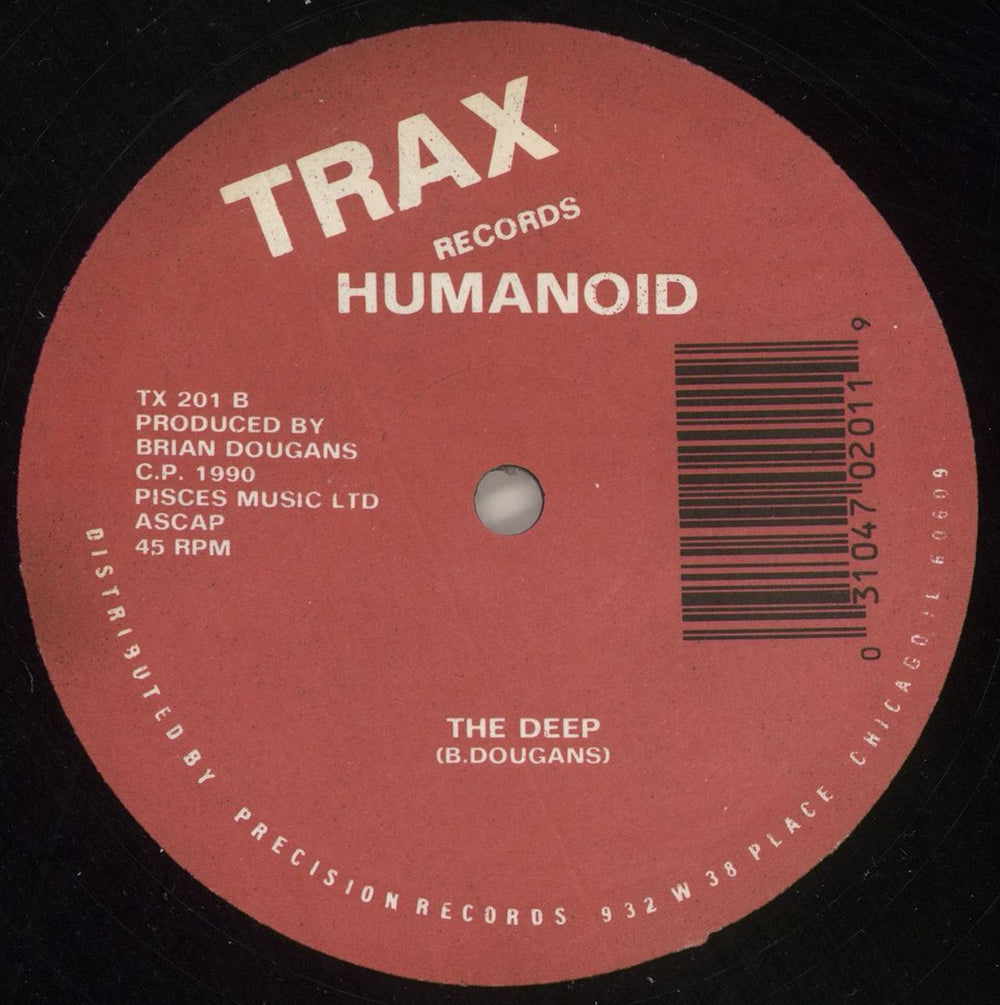 TRAX
RECORDS
HUMANOID
TX 201 B
PRODUCED BY
BRIAN DOUGANS
C.P. 1990
PISCES MUSIC LTD
ASCAP
45 RPM
0 31047 02011 9
THE DEEP
(B.DOUGANS)
DISTRIBUTED BY PRECISION RECORDS 932 W 38 PLACE CHICAGO IL 60609